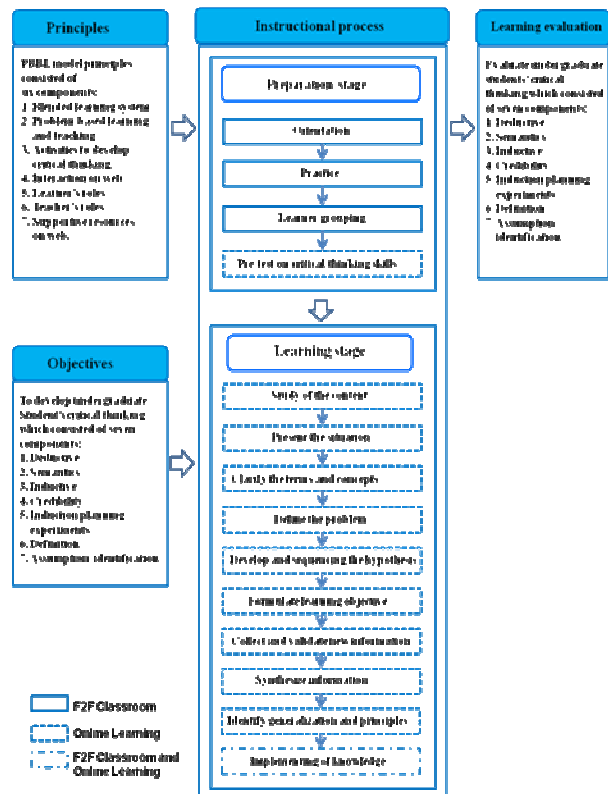 Principles
PBBL model principles
consisted of
six components:
1. Blended learning system
2. Problem-based learning
and teaching
3. Activities to develop
critical thinking.
4. Interaction on web
5. Learner's roles
6. Teacher's roles
7. Supportive resources
on web.
Objectives
To develop undergraduate
Student's critical thinking
which consisted of seven
components:
1. Deductive
2. Semantics
3. Inductive
4. Credibility
5. Induction planning
experiments
6. Definition
7. Assumption identification
F2F Classroom
Online Learning
F2F Classroom and
Online Learning
Instructional process
Preparation stage
Orientation
Practice
Learner grouping
Pre test on critical thinking skills
Learning stage
Study of the content
Present the situation
Clarify the terms and concepts
Define the problem
Develop and sequencing the hypothesis
Formulate learning objective
Collect and validate new information
Synthesize information
Identify generalization and principles
Implementing of knowledge
Learning evaluation
Evaluate undergraduate
students' critical
thinking which consisted
of seven components:
1. Deductive
2. Semantics
3. Inductive
4. Credibility
5. Induction planning
experiments
6. Definition
7. Assumption
identification